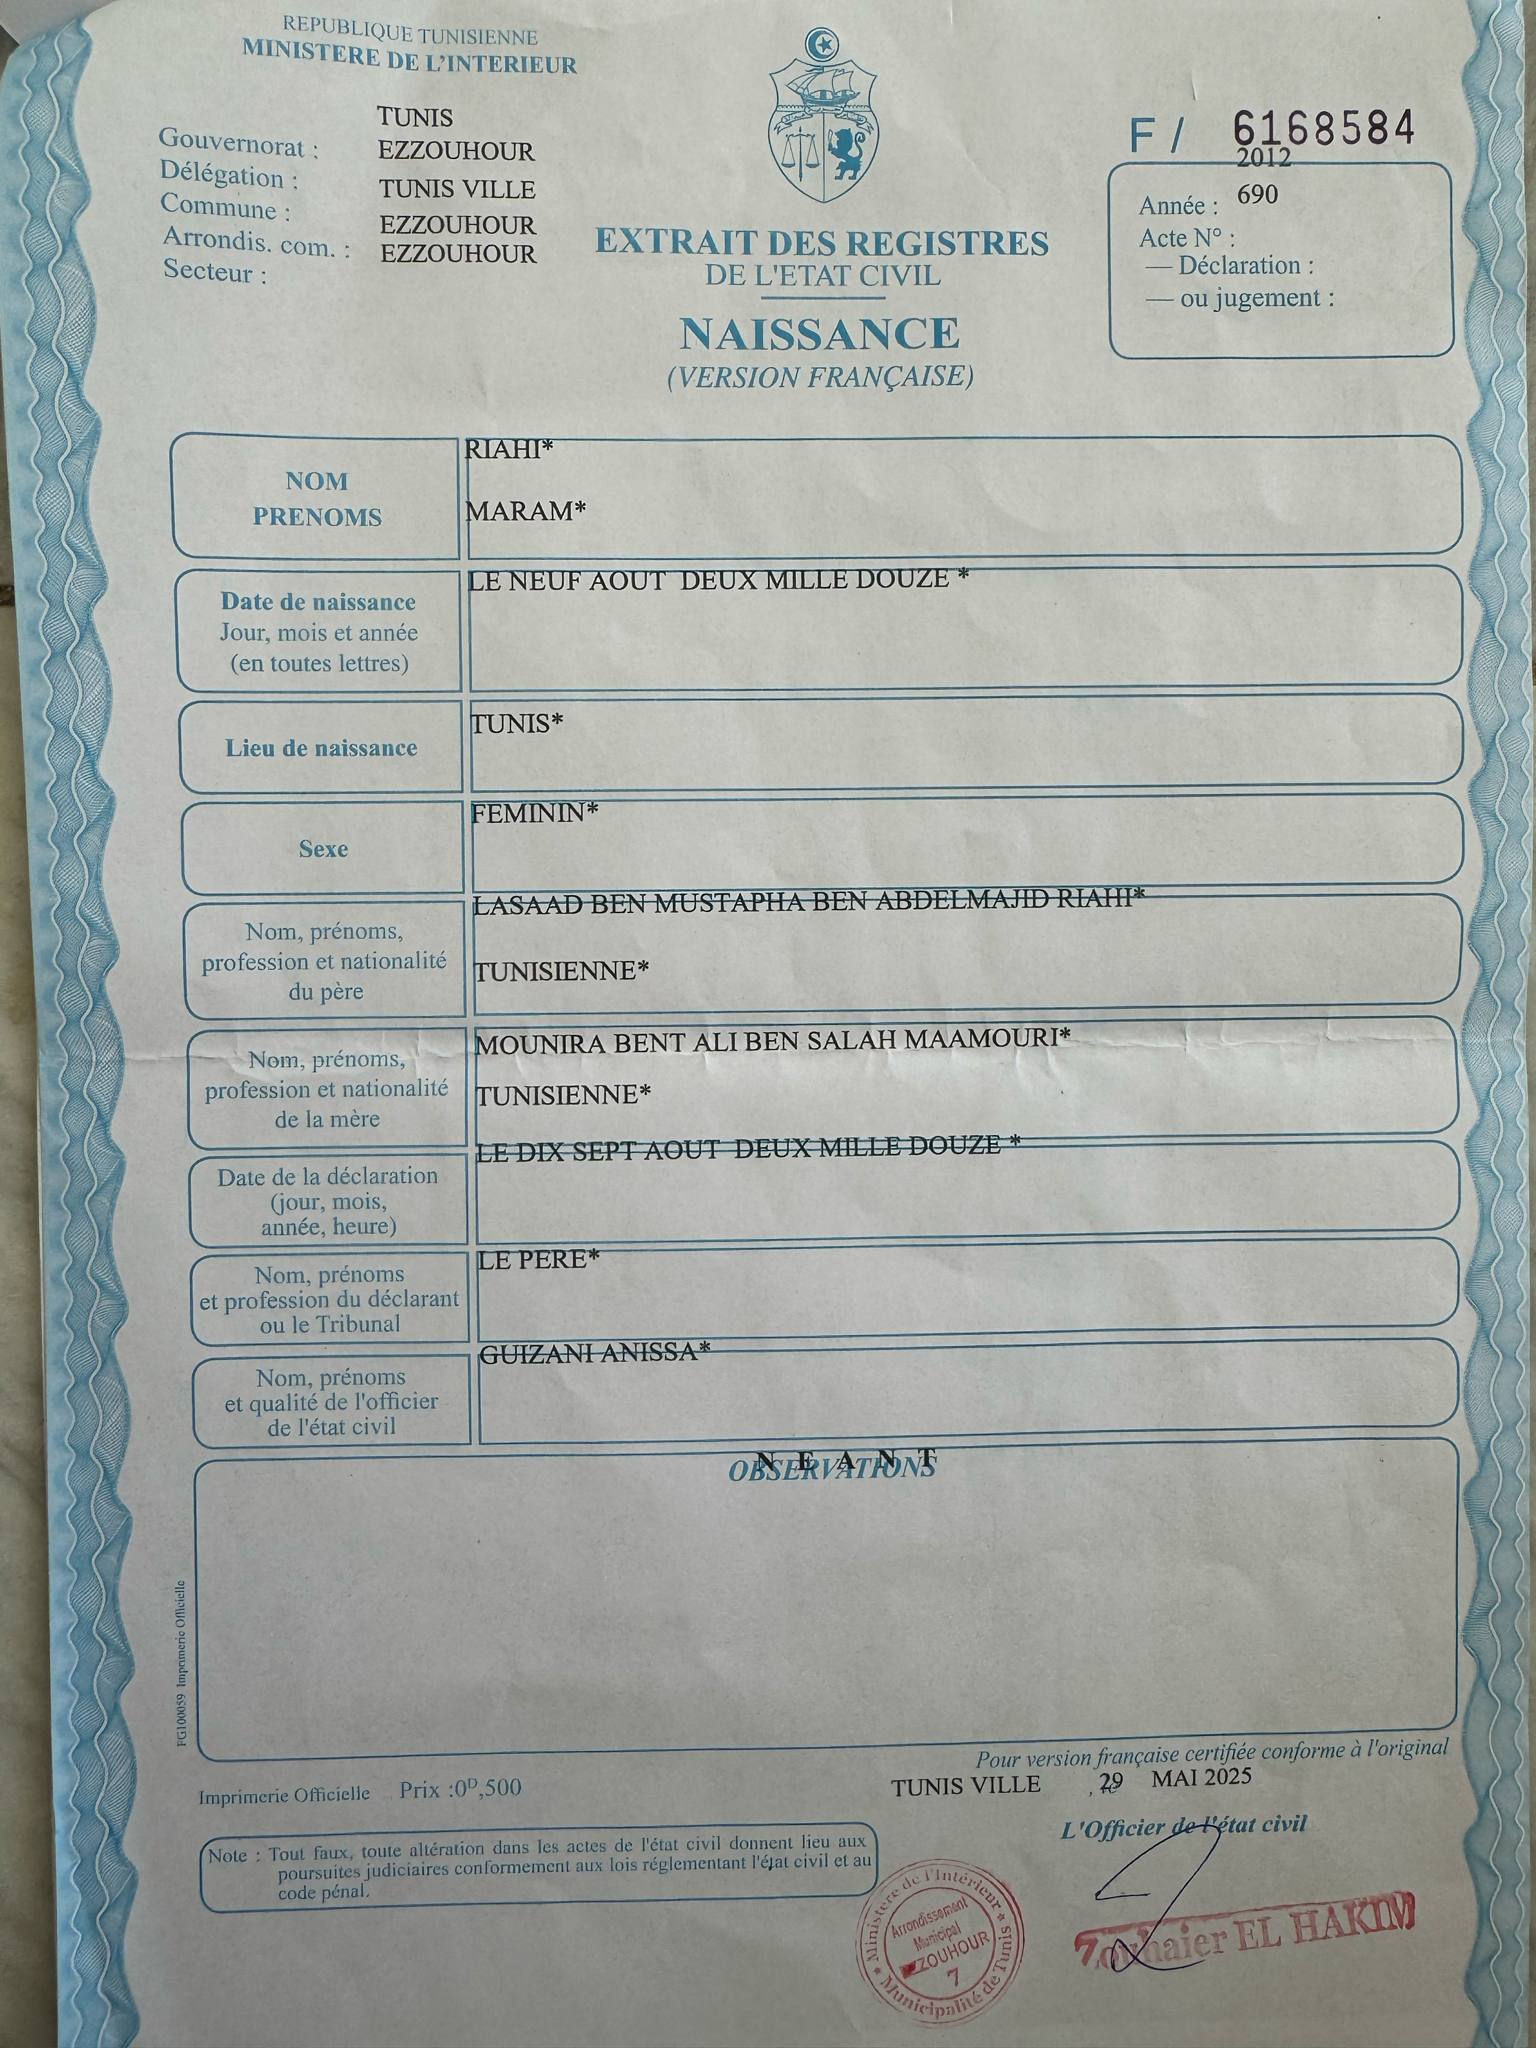 REPUBLIQUE TUNISIENNE
MINISTERE DE L'INTERIEUR
TUNIS
Gouvernorat :
EZZOUHOUR
Délégation :
TUNIS VILLE
Commune :
EZZOUHOUR
Arrondis. com. :
EZZOUHOUR
Secteur :
F / 6168584
2012
Année : 690
Acte N° :
— Déclaration :
— ou jugement :
EXTRAIT DES REGISTRES
DE L'ETAT CIVIL
NAISSANCE
(VERSION FRANÇAISE)
NOM
PRENOMS
RIAHI*
MARAM*
Date de naissance
Jour, mois et année
(en toutes lettres)
LE NEUF AOUT DEUX MILLE DOUZE *
Lieu de naissance
TUNIS*
Sexe
FEMININ*
Nom, prénoms,
profession et nationalité
du père
LASAAD BEN MUSTAPHA BEN ABDELMAJID RIAHI*
TUNISIENNE*
Nom, prénoms,
profession et nationalité
de la mère
MOUNIRA BENT ALI BEN SALAH MAAMOURI*
TUNISIENNE*
Date de la déclaration
(jour, mois,
année, heure)
LE DIX SEPT AOUT DEUX MILLE DOUZE *
Nom, prénoms
et profession du déclarant
ou le Tribunal
LE PERE*
Nom, prénoms
et qualité de l'officier
de l'état civil
GUIZANI ANISSA*
N E A N T
OBSERVATIONS
FG100059 Imprimerie Officielle
Pour version française certifiée conforme à l'original
Imprimerie Officielle Prix :0ᴰ,500
TUNIS VILLE , 29 MAI 2025
L'Officier de l'état civil
Note : Tout faux, toute altération dans les actes de l'état civil donnent lieu aux
poursuites judiciaires conformement aux lois réglementant l'état civil et au
code pénal.
Ministère de l'Intérieur
Arrondissement
Municipal
EZZOUHOUR
7
Municipalité de Tunis
Zouhaier EL HAKIM